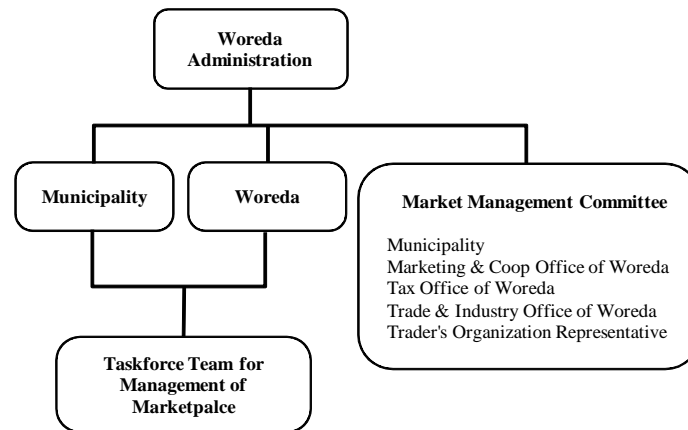 Woreda
Administration
Municipality
Woreda
Market Management Committee
Municipality
Marketing & Coop Office of Woreda
Tax Office of Woreda
Trade & Industry Office of Woreda
Trader's Organization Representative
Taskforce Team for
Management of
Marketpalce